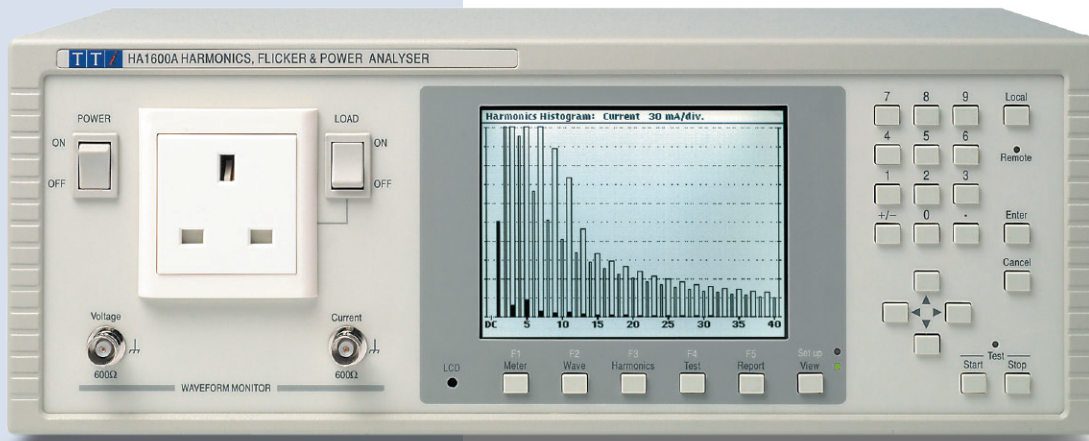 TTi HA1600A HARMONICS, FLICKER & POWER ANALYSER
POWER
ON
OFF
LOAD
ON
OFF
Voltage
600Ω
Current
600Ω
WAVEFORM MONITOR
Harmonics Histogram: Current 30 mA/div.
DC 5 10 15 20 25 30 35 40
LCD
F1 F2 F3 F4 F5 Set up
Meter Wave Harmonics Test Report View
7 8 9 Local
4 5 6
Remote
1 2 3
+/− 0 . Enter
Cancel
Test
Start Stop